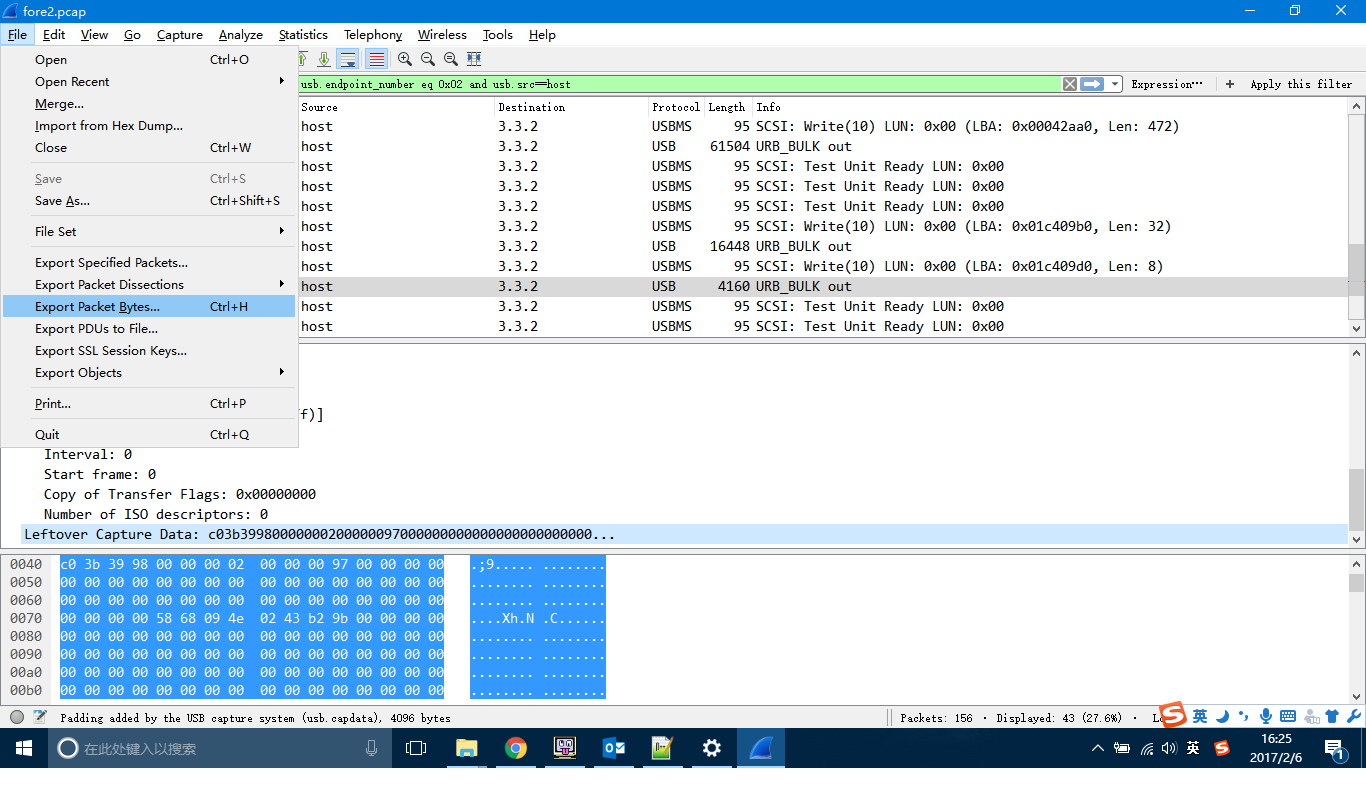 fore2.pcap
File Edit View Go Capture Analyze Statistics Telephony Wireless Tools Help
Open Ctrl+O
Open Recent
Merge...
Import from Hex Dump...
Close Ctrl+W
Save Ctrl+S
Save As... Ctrl+Shift+S
File Set
Export Specified Packets...
Export Packet Dissections
Export Packet Bytes... Ctrl+H
Export PDUs to File...
Export SSL Session Keys...
Export Objects
Print... Ctrl+P
Quit Ctrl+Q
usb.endpoint_number eq 0x02 and usb.src==host Expression… + Apply this filter
Source Destination Protocol Length Info
host 3.3.2 USBMS 95 SCSI: Write(10) LUN: 0x00 (LBA: 0x00042aa0, Len: 472)
host 3.3.2 USB 61504 URB_BULK out
host 3.3.2 USBMS 95 SCSI: Test Unit Ready LUN: 0x00
host 3.3.2 USBMS 95 SCSI: Test Unit Ready LUN: 0x00
host 3.3.2 USBMS 95 SCSI: Test Unit Ready LUN: 0x00
host 3.3.2 USBMS 95 SCSI: Write(10) LUN: 0x00 (LBA: 0x01c409b0, Len: 32)
host 3.3.2 USB 16448 URB_BULK out
host 3.3.2 USBMS 95 SCSI: Write(10) LUN: 0x00 (LBA: 0x01c409d0, Len: 8)
host 3.3.2 USB 4160 URB_BULK out
host 3.3.2 USBMS 95 SCSI: Test Unit Ready LUN: 0x00
host 3.3.2 USBMS 95 SCSI: Test Unit Ready LUN: 0x00
f)]
Interval: 0
Start frame: 0
Copy of Transfer Flags: 0x00000000
Number of ISO descriptors: 0
Leftover Capture Data: c03b3998000000020000009700000000000000000000000000...
0040 c0 3b 39 98 00 00 00 02 00 00 00 97 00 00 00 00 .;9..... ........
0050 00 00 00 00 00 00 00 00 00 00 00 00 00 00 00 00 ........ ........
0060 00 00 00 00 00 00 00 00 00 00 00 00 00 00 00 00 ........ ........
0070 00 00 00 00 58 68 09 4e 02 43 b2 9b 00 00 00 00 ....Xh.N .C......
0080 00 00 00 00 00 00 00 00 00 00 00 00 00 00 00 00 ........ ........
0090 00 00 00 00 00 00 00 00 00 00 00 00 00 00 00 00 ........ ........
00a0 00 00 00 00 00 00 00 00 00 00 00 00 00 00 00 00 ........ ........
00b0 00 00 00 00 00 00 00 00 00 00 00 00 00 00 00 00 ........ ........
Padding added by the USB capture system (usb.capdata), 4096 bytes Packets: 156 · Displayed: 43 (27.6%) · 英
在此处键入以搜索 英 16:25
2017/2/6 1